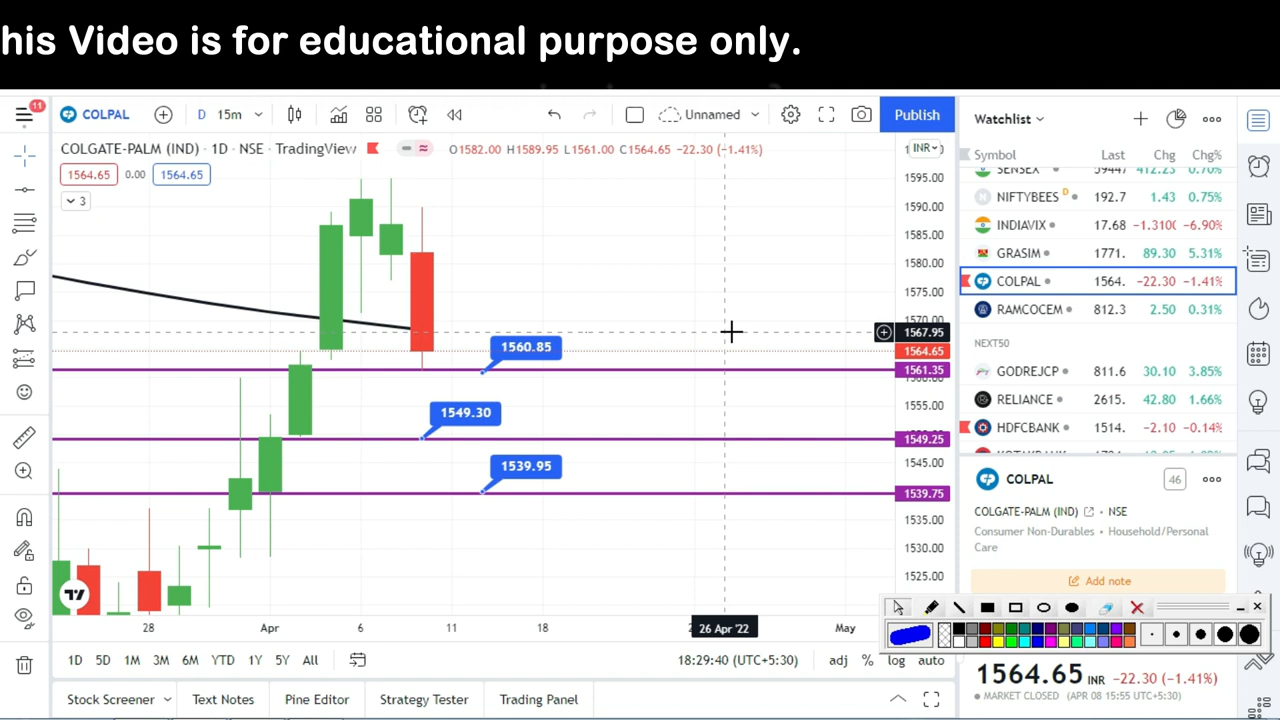 his Video is for educational purpose only.
11
COLPAL
D 15m
Unnamed
Publish
COLGATE-PALM (IND) · 1D · NSE · TradingView
O1582.00 H1589.95 L1561.00 C1564.65 −22.30 (−1.41%)
INR
1564.65 0.00 1564.65
3
1595.00
1590.00
1585.00
1580.00
1575.00
1570.00
1567.95
1564.65
1561.35
1560.00
1555.00
1549.25
1545.00
1539.75
1535.00
1530.00
1525.00
1560.85
1549.30
1539.95
28 Apr 6 11 18 26 Apr '22 May
1D 5D 1M 3M 6M YTD 1Y 5Y All
18:29:40 (UTC+5:30) adj % log auto
Stock Screener Text Notes Pine Editor Strategy Tester Trading Panel
Watchlist
Symbol Last Chg Chg%
SENSEX 59447 412.23 0.70%
NIFTYBEES D 192.7 1.43 0.75%
INDIAVIX 17.68 −1.310( −6.90%
GRASIM 1771. 89.30 5.31%
COLPAL 1564. −22.30 −1.41%
RAMCOCEM 812.3 2.50 0.31%
NEXT50
GODREJCP 811.6 30.10 3.85%
RELIANCE 2615. 42.80 1.66%
HDFCBANK 1514. −2.10 −0.14%
COLPAL
46
COLGATE-PALM (IND) · NSE
Consumer Non-Durables · Household/Personal
Care
Add note
1564.65 INR −22.30 (−1.41%)
MARKET CLOSED (APR 08 15:55 UTC+5:30)